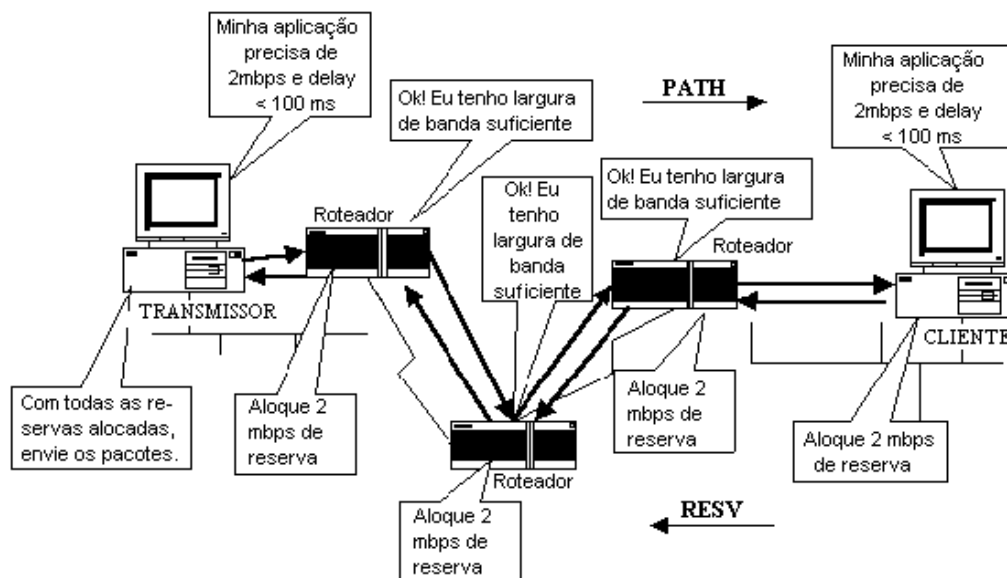 Minha aplicação
precisa de
2mbps e delay
< 100 ms
Ok! Eu tenho largura
de banda suficiente
PATH
Minha aplicação
precisa de
2mbps e delay
< 100 ms
Roteador
Ok! Eu
tenho
largura de
banda
suficiente
Ok! Eu tenho largura
de banda suficiente
Roteador
TRANSMISSOR
CLIENTE
Com todas as re-
servas alocadas,
envie os pacotes.
Aloque 2
mbps de
reserva
Roteador
Aloque 2
mbps de
reserva
Aloque 2
mbps de
reserva
Aloque 2 mbps
de reserva
RESV